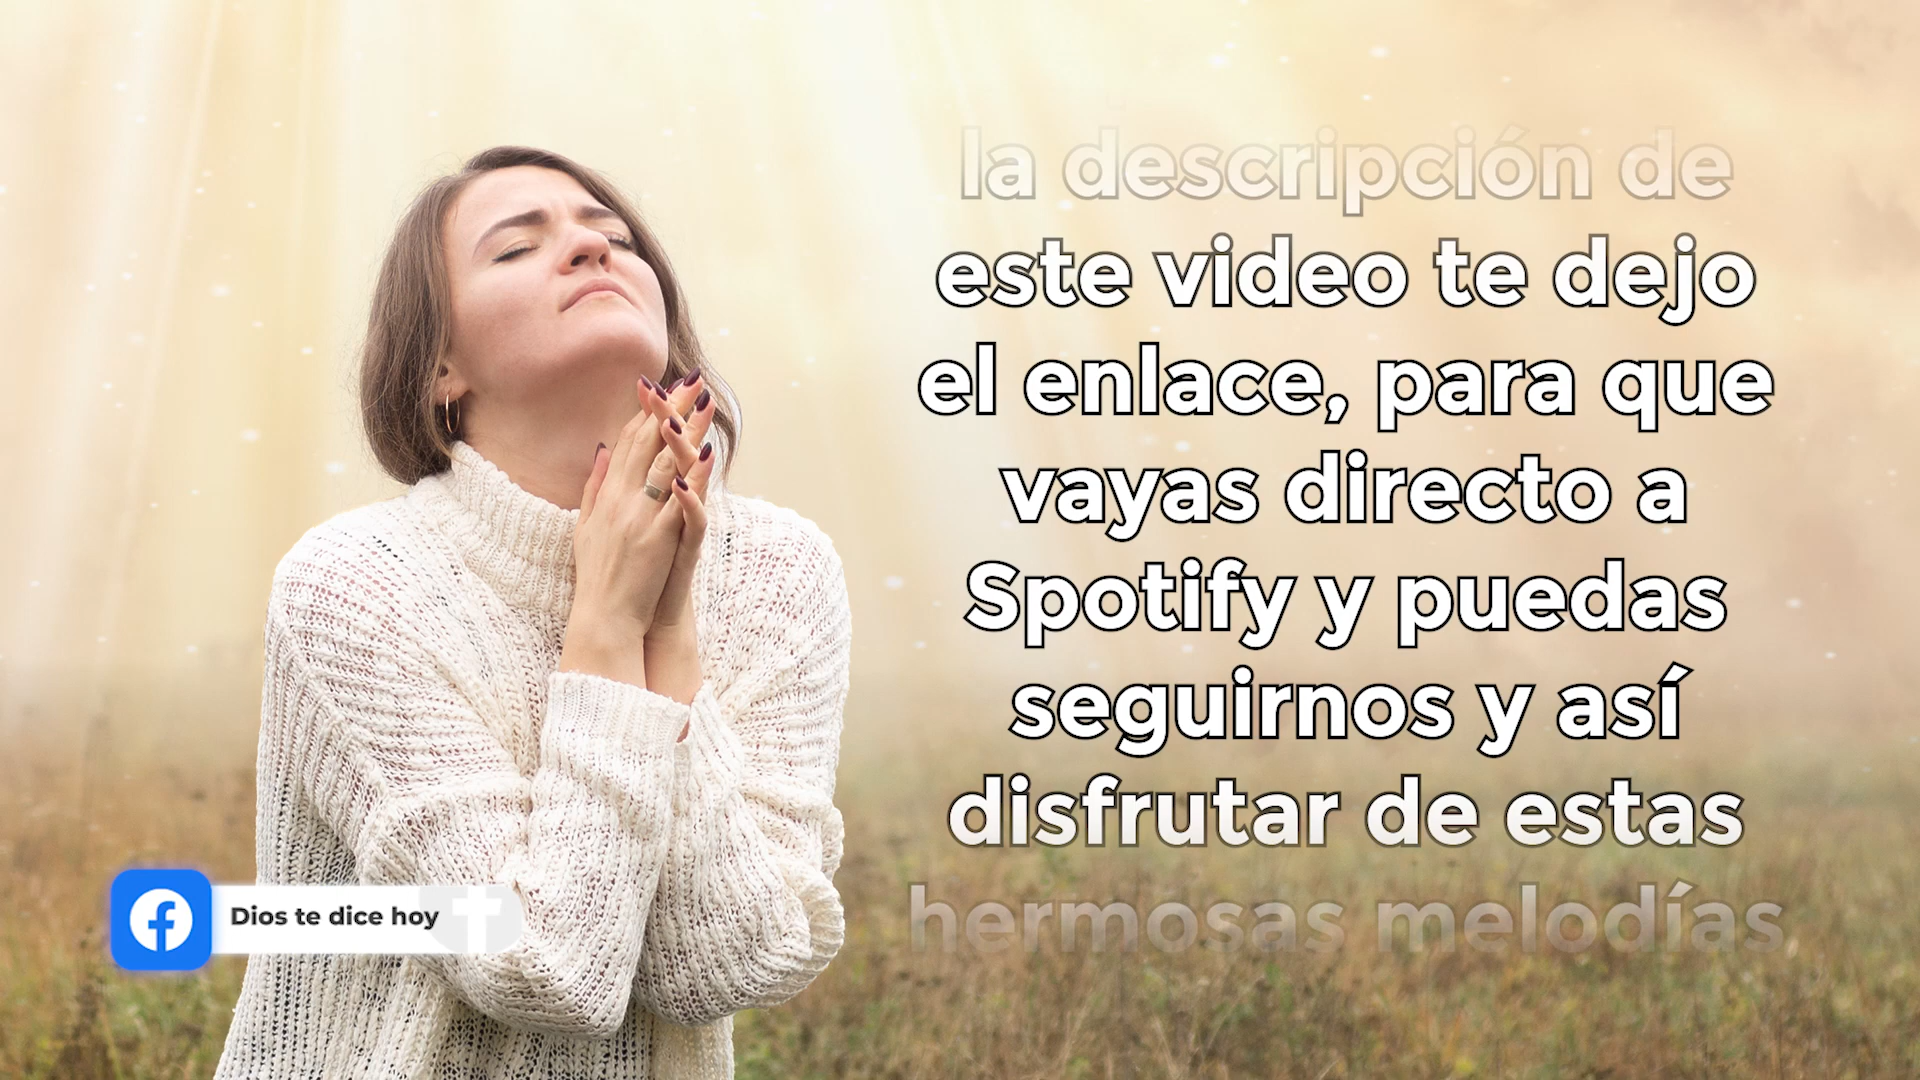 la descripción de
este video te dejo
el enlace, para que
vayas directo a
Spotify y puedas
seguirnos y así
disfrutar de estas
hermosas melodías
Dios te dice hoy